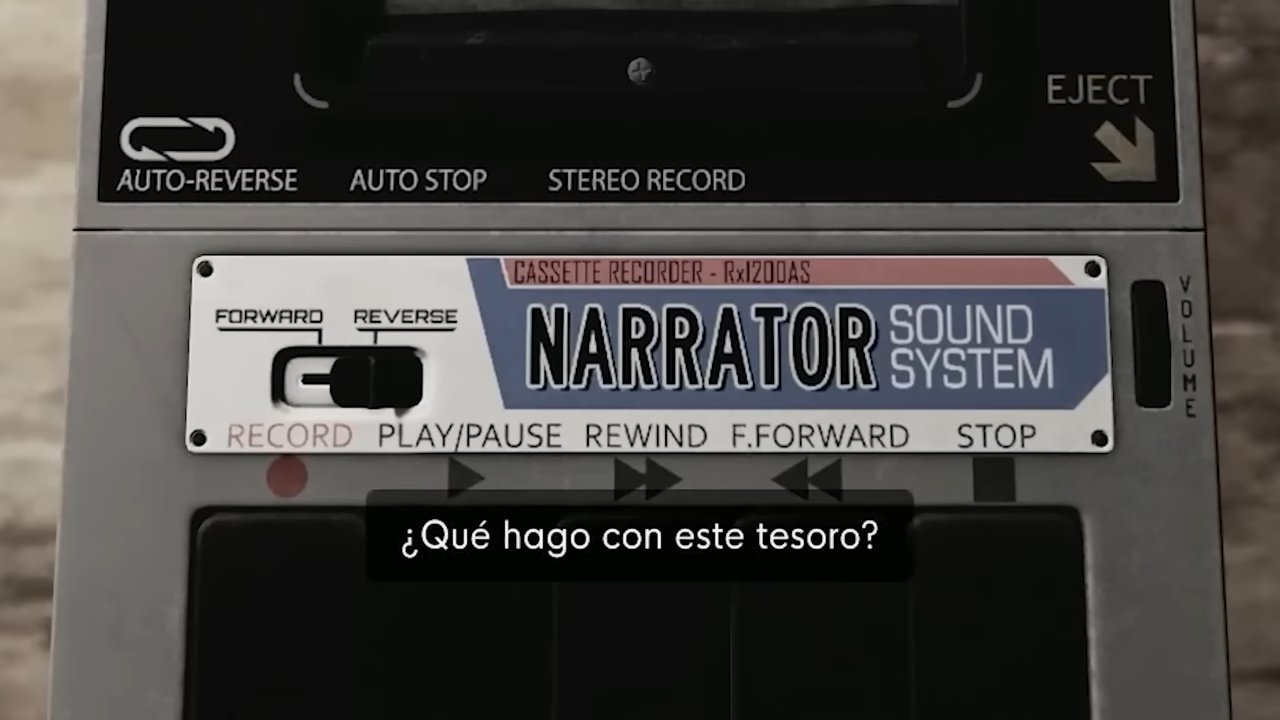 EJECT
AUTO-REVERSE AUTO STOP STEREO RECORD
CASSETTE RECORDER - Rx1200AS
FORWARD REVERSE
NARRATOR SOUND SYSTEM
VOLUME
RECORD PLAY/PAUSE REWIND F.FORWARD STOP
¿Qué hago con este tesoro?